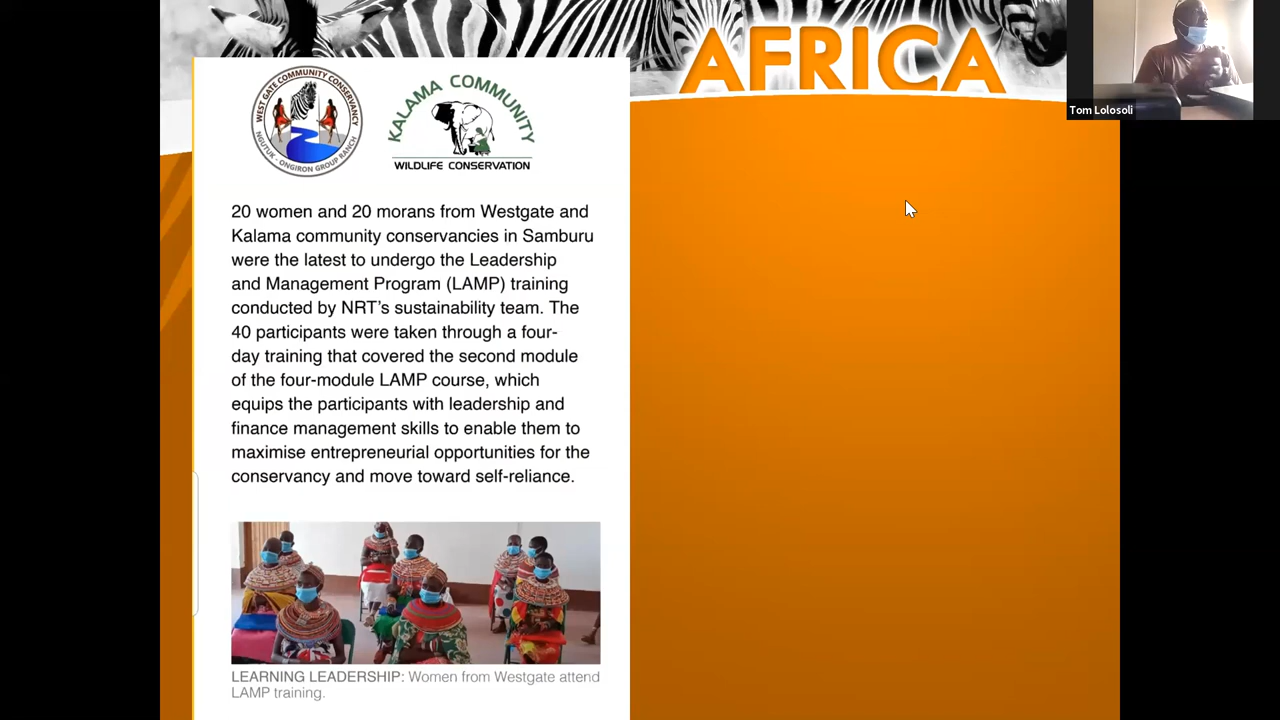 AFRICA
Tom Lolosoli
WEST GATE COMMUNITY CONSERVANCY
NGUTUK - ONGIRON GROUP RANCH
KALAMA COMMUNITY
WILDLIFE CONSERVATION
20 women and 20 morans from Westgate and
Kalama community conservancies in Samburu
were the latest to undergo the Leadership
and Management Program (LAMP) training
conducted by NRT’s sustainability team. The
40 participants were taken through a four-
day training that covered the second module
of the four-module LAMP course, which
equips the participants with leadership and
finance management skills to enable them to
maximise entrepreneurial opportunities for the
conservancy and move toward self-reliance.
LEARNING LEADERSHIP: Women from Westgate attend
LAMP training.